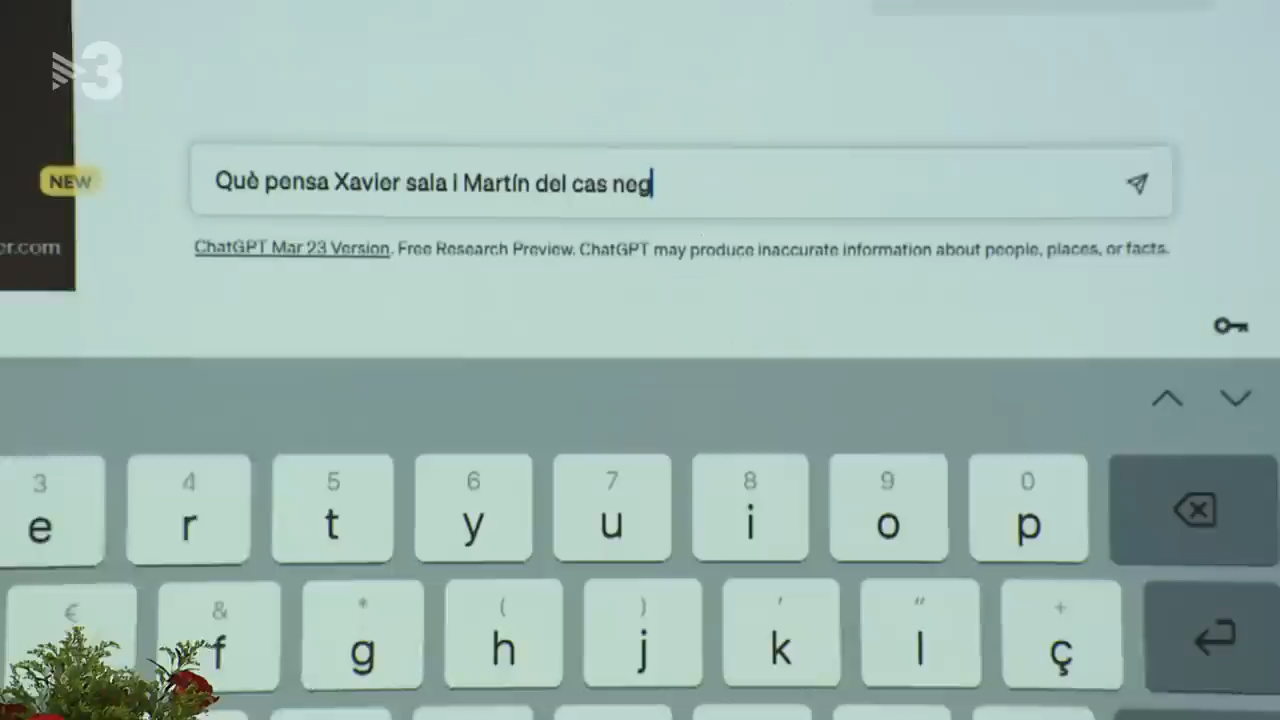 3
NEW
Què pensa Xavier sala i Martín del cas neg
er.com
ChatGPT Mar 23 Version. Free Research Preview. ChatGPT may produce inaccurate information about people, places, or facts.
3 4 5 6 7 8 9 0
e r t y u i o p
€ & * ( ) ' " +
f g h j k l ç